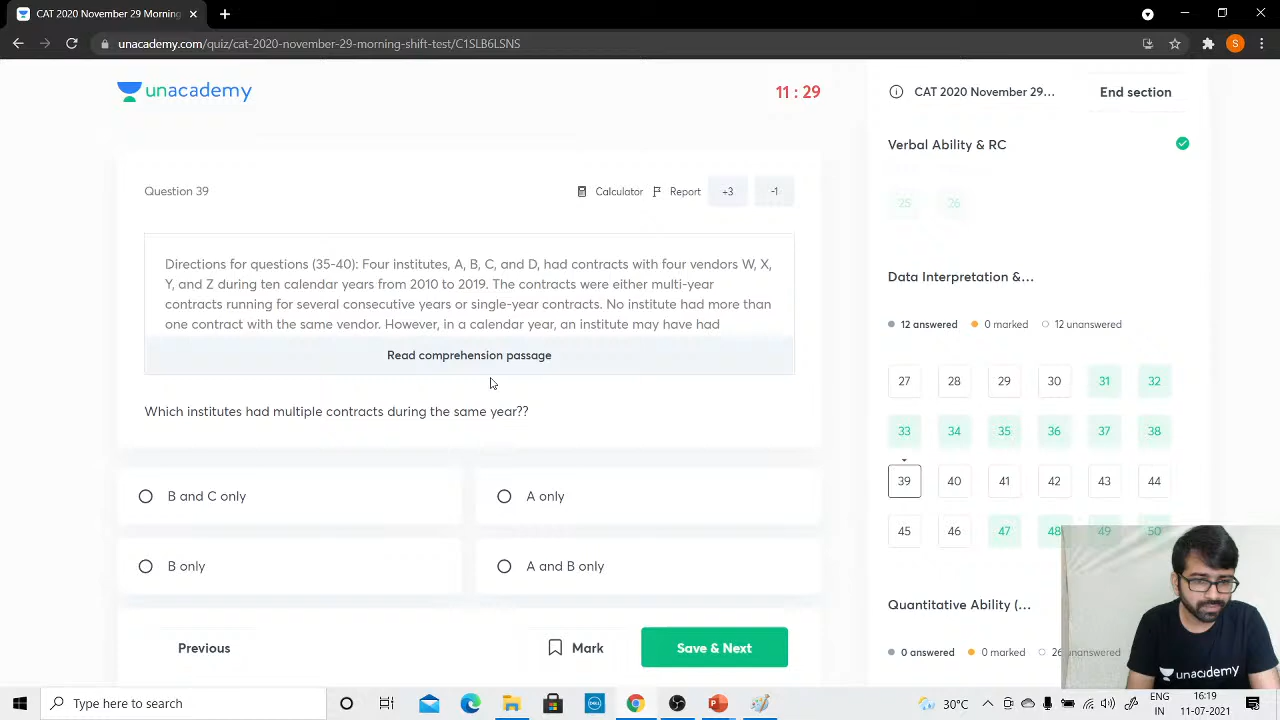 CAT 2020 November 29 Morning
unacademy.com/quiz/cat-2020-november-29-morning-shift-test/C1SLB6LSNS
S
unacademy
11 : 29
CAT 2020 November 29...
End section
Verbal Ability & RC
25 26
Question 39
Calculator
Report
+3
-1
Directions for questions (35-40): Four institutes, A, B, C, and D, had contracts with four vendors W, X,
Y, and Z during ten calendar years from 2010 to 2019. The contracts were either multi-year
contracts running for several consecutive years or single-year contracts. No institute had more than
one contract with the same vendor. However, in a calendar year, an institute may have had
Read comprehension passage
Which institutes had multiple contracts during the same year??
B and C only
A only
B only
A and B only
Previous
Mark
Save & Next
Data Interpretation &...
12 answered 0 marked 12 unanswered
27 28 29 30 31 32
33 34 35 36 37 38
39 40 41 42 43 44
45 46 47 48 49 50
Quantitative Ability (...
0 answered 0 marked 26 unanswered
unacademy
Type here to search
DELL
30°C
ENG
IN
16:19
11-07-2021